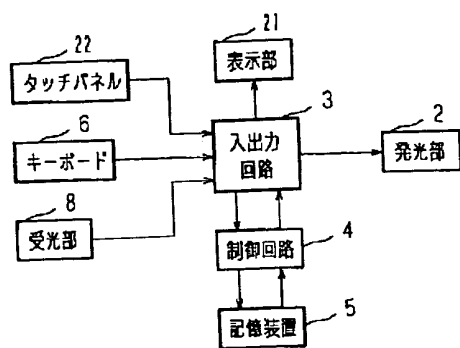 22
タッチパネル
21
表示部
3
入出力
回路
6
キーボード
2
発光部
8
受光部
4
制御回路
5
記憶装置